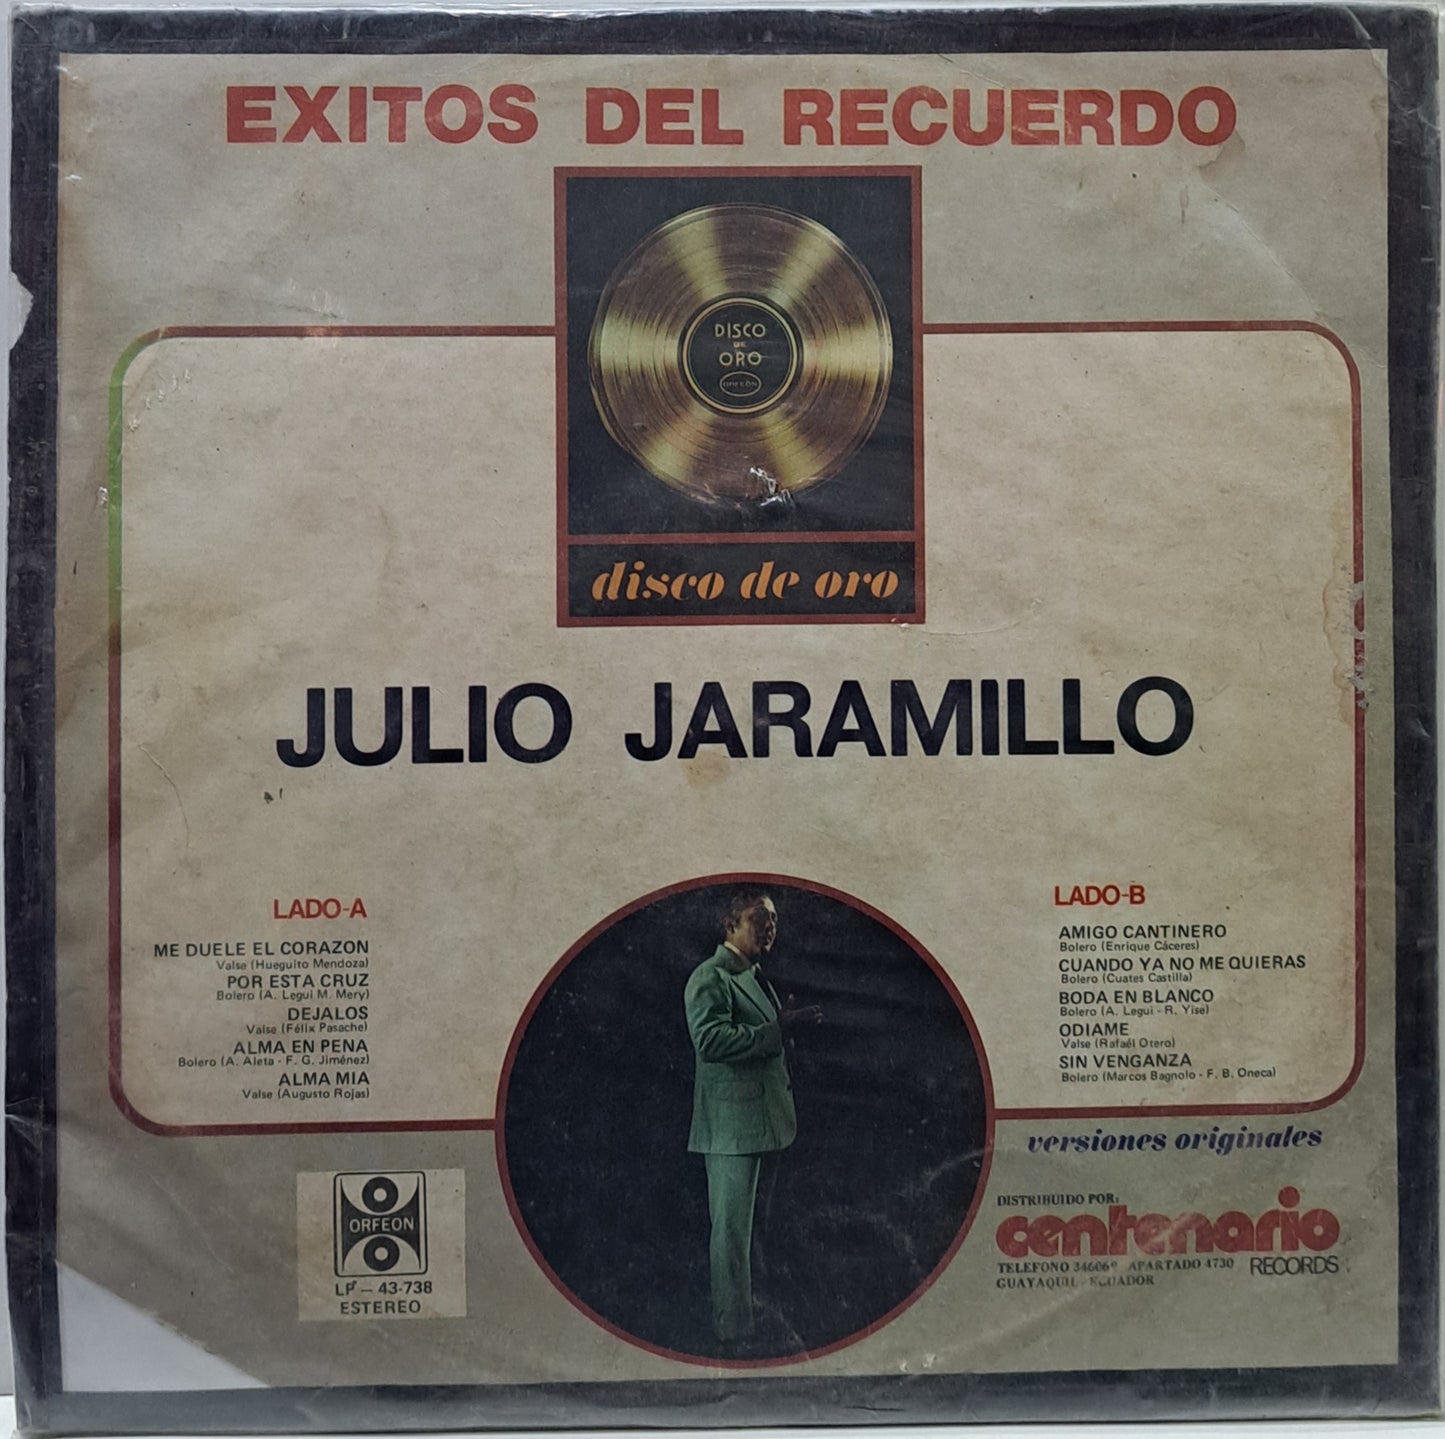 EXITOS DEL RECUERDO
DISCO
DE
ORO
ORFEON
disco de oro
JULIO JARAMILLO
LADO-A
ME DUELE EL CORAZON
Valse (Hueguito Mendoza)
POR ESTA CRUZ
Bolero (A. Legui M. Mery)
DEJALOS
Valse (Félix Pasache)
ALMA EN PENA
Bolero (A. Aleta - F. G. Jiménez)
ALMA MIA
Valse (Augusto Rojas)
LADO-B
AMIGO CANTINERO
Bolero (Enrique Cáceres)
CUANDO YA NO ME QUIERAS
Bolero (Cuates Castilla)
BODA EN BLANCO
Bolero (A. Legui - R. Yise)
ODIAME
Valse (Rafaél Otero)
SIN VENGANZA
Bolero (Marcos Bagnolo - F. B. Oneca)
versiones originales
ORFEON
LP - 43-738
ESTEREO
DISTRIBUIDO POR:
centenario
RECORDS
TELEFONO APARTADO 4730
GUAYAQUIL - ECUADOR